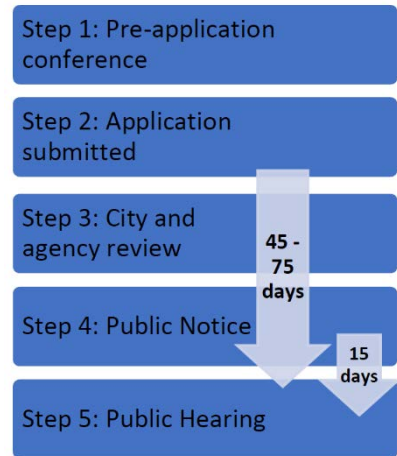 Step 1: Pre-application
conference
Step 2: Application
submitted
Step 3: City and
agency review
45 -
75
days
Step 4: Public Notice
15
days
Step 5: Public Hearing